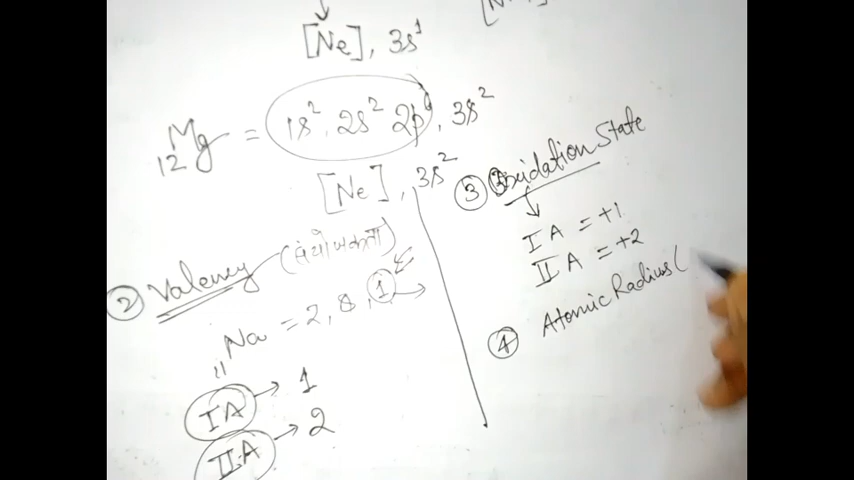 [Ne], 3s¹
₁₂Mg = 1s², 2s² 2p⁶, 3s²
[Ne], 3s²
② Valency (संयोजकता)
₁₁Na = 2, 8, 1 →
IA → 1
IIA → 2
③ Oxidation State
IA = +1
IIA = +2
④ Atomic Radius (